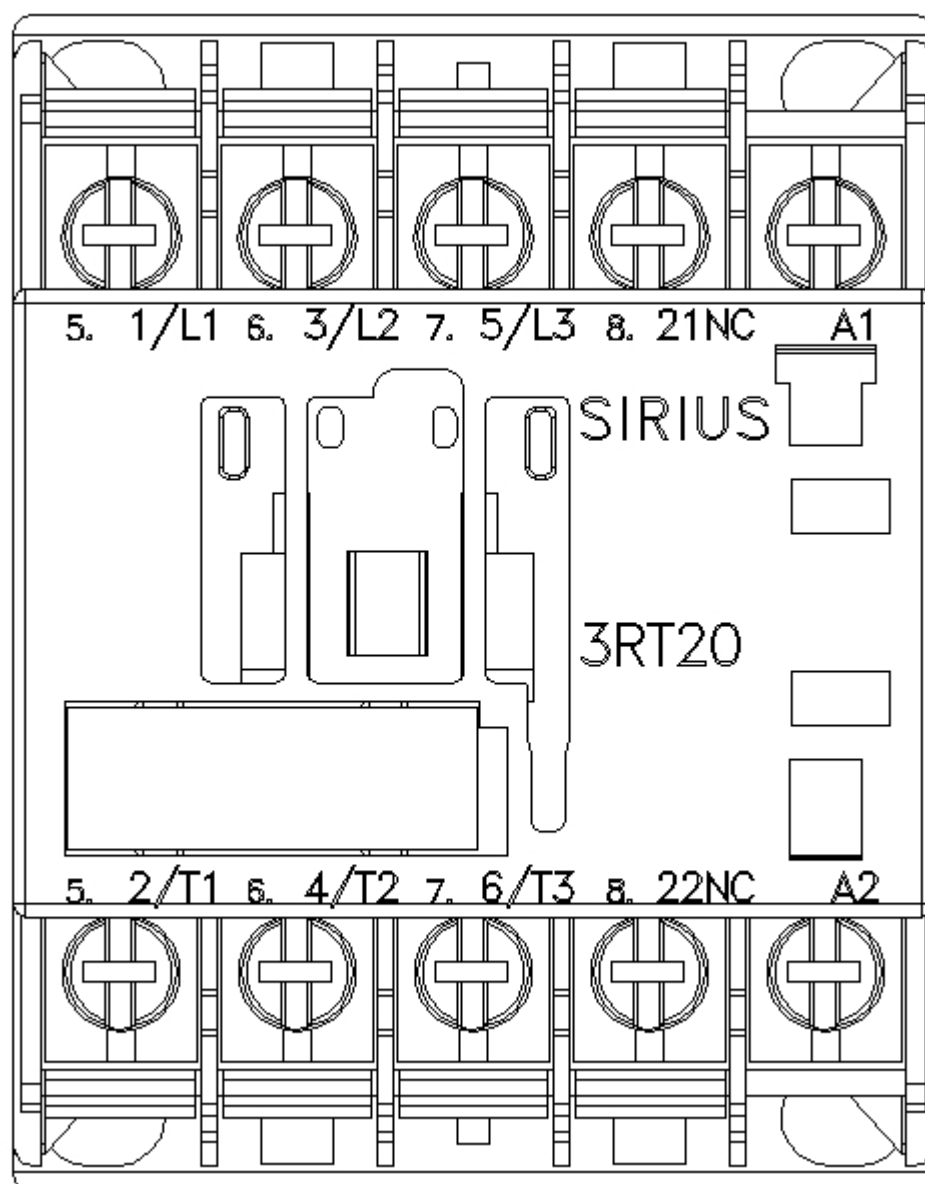 5. 1/L1 6. 3/L2 7. 5/L3 8. 21NC A1
SIRIUS
3RT20
5. 2/T1 6. 4/T2 7. 6/T3 8. 22NC A2